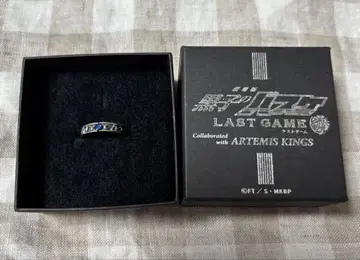 劇場版
黒子のバスケ
LAST GAME
ラストゲーム
Collaborated
with ARTEMIS KINGS
©FT / S・MKBP